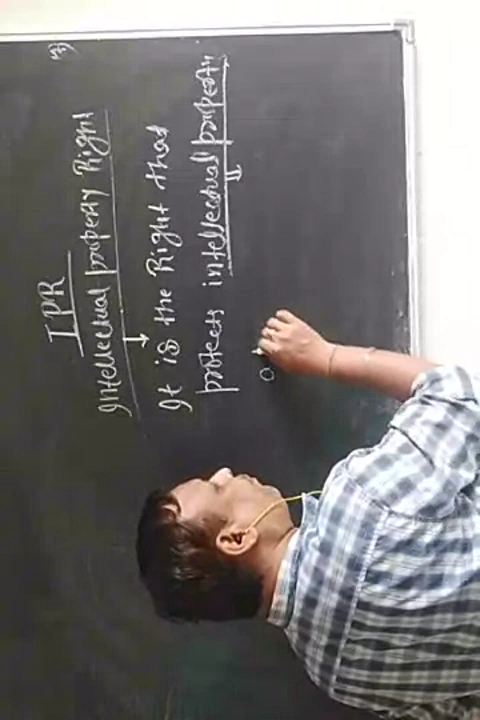 IPR
Intellectual property Right
↓
It is the Right that
protects intellectual property
⇓
O